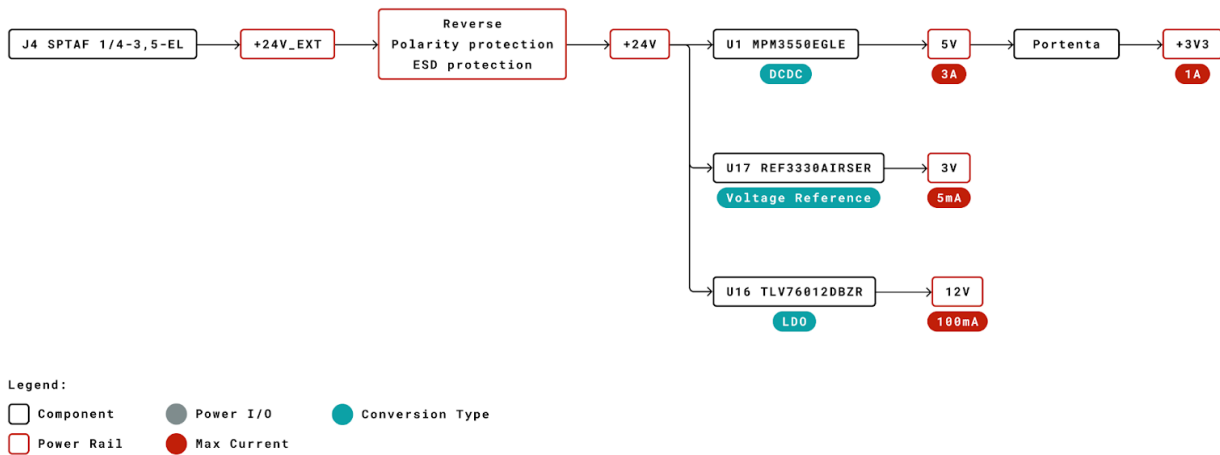 J4 SPTAF 1/4-3,5-EL
+24V_EXT
Reverse
Polarity protection
ESD protection
+24V
U1 MPM3550EGLE
DCDC
5V
3A
Portenta
+3V3
1A
U17 REF3330AIRSER
Voltage Reference
3V
5mA
U16 TLV76012DBZR
LDO
12V
100mA
Legend:
Component
Power I/O
Conversion Type
Power Rail
Max Current